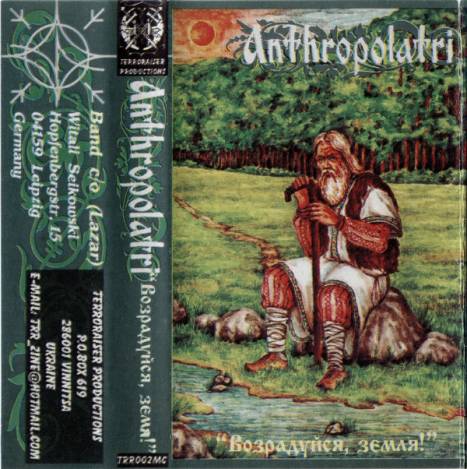 Band c/o (Lazar)
Witali Seikowski
Hopfenbergstr. 15
04159 Leipzig
Germany
TERRORAISER PRODUCTIONS
P.O.BOX 619
286001 VINNITSA
UKRAINE
E-MAIL: TRR_ZINE@HOTMAIL.COM
TERRORAISER
PRODUCTIONS
Anthropolatri
"Возрадуйся, земля!"
TRR002MC
Anthropolatri
"Возрадуйся, земля!"